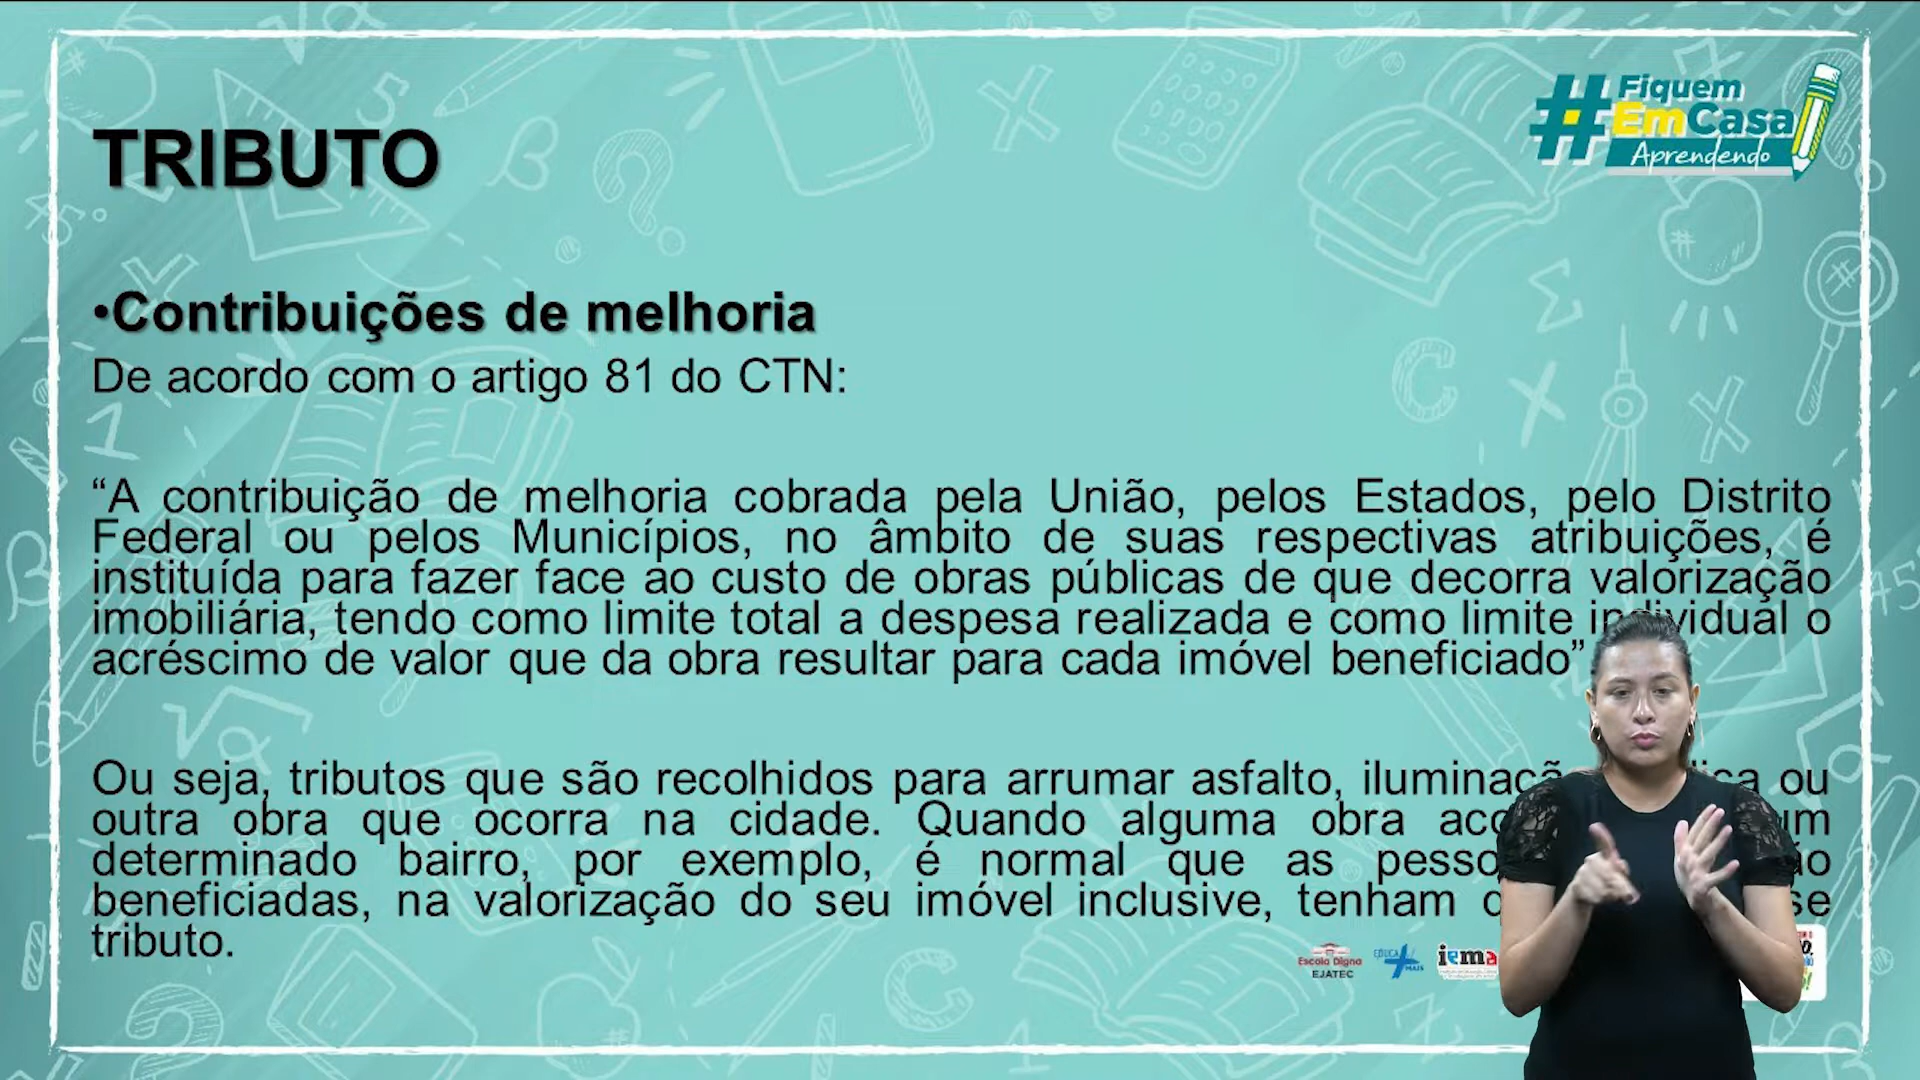 #Fiquem
EmCasa
Aprendendo
TRIBUTO
•Contribuições de melhoria
De acordo com o artigo 81 do CTN:
“A contribuição de melhoria cobrada pela União, pelos Estados, pelo Distrito
Federal ou pelos Municípios, no âmbito de suas respectivas atribuições, é
instituída para fazer face ao custo de obras públicas de que decorra valorização
imobiliária, tendo como limite total a despesa realizada e como limite individual o
acréscimo de valor que da obra resultar para cada imóvel beneficiado”
Ou seja, tributos que são recolhidos para arrumar asfalto, ou
outra obra que ocorra na cidade. Quando alguma obra
determinado bairro, por exemplo, é normal que as
beneficiadas, na valorização do seu imóvel inclusive, tenham
tributo.
Escola Digna
EJATEC
EDUCA
MAIS
iema